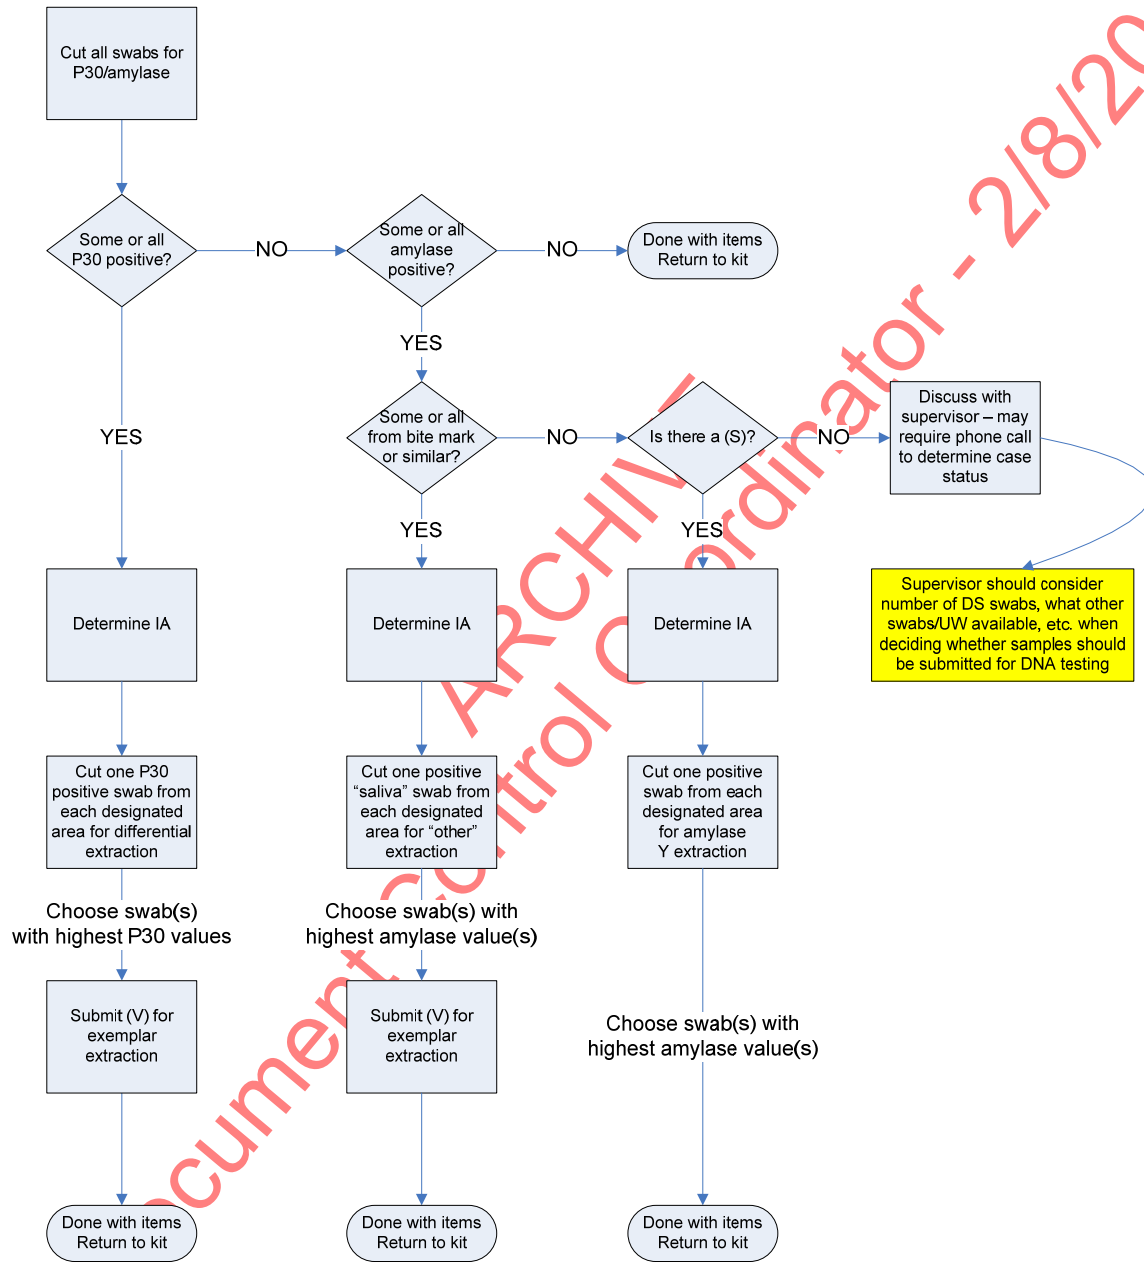 Cut all swabs for
P30/amylase
Some or all
P30 positive?
NO
Some or all
amylase
positive?
NO
Done with items
Return to kit
YES
YES
Some or all
from bite mark
or similar?
NO
Is there a (S)?
NO
Discuss with
supervisor – may
require phone call
to determine case
status
YES
YES
Determine IA
Determine IA
Determine IA
Supervisor should consider
number of DS swabs, what other
swabs/UW available, etc. when
deciding whether samples should
be submitted for DNA testing
Cut one P30
positive swab from
each designated
area for differential
extraction
Cut one positive
“saliva” swab from
each designated
area for “other”
extraction
Cut one positive
swab from each
designated area
for amylase
Y extraction
Choose swab(s)
with highest P30 values
Choose swab(s) with
highest amylase value(s)
Choose swab(s) with
highest amylase value(s)
Submit (V) for
exemplar
extraction
Submit (V) for
exemplar
extraction
Done with items
Return to kit
Done with items
Return to kit
Done with items
Return to kit
ARCHIVE
Control Coordinator - 2/8/20